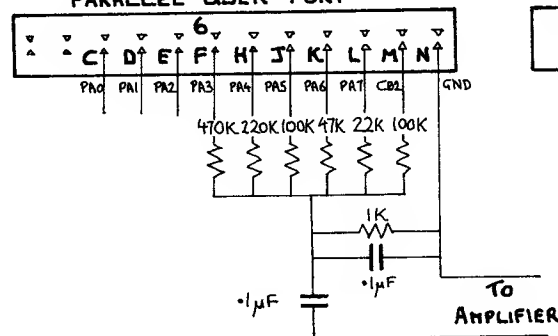 PARALLEL USER PORT
6
C D E F H J K L M N
PA0 PA1 PA2 PA3 PA4 PA5 PA6 PA7 CB2 GND
470K 220K 100K 47K 22K 100K
1K
.1µF
.1µF
TO
AMPLIFIER